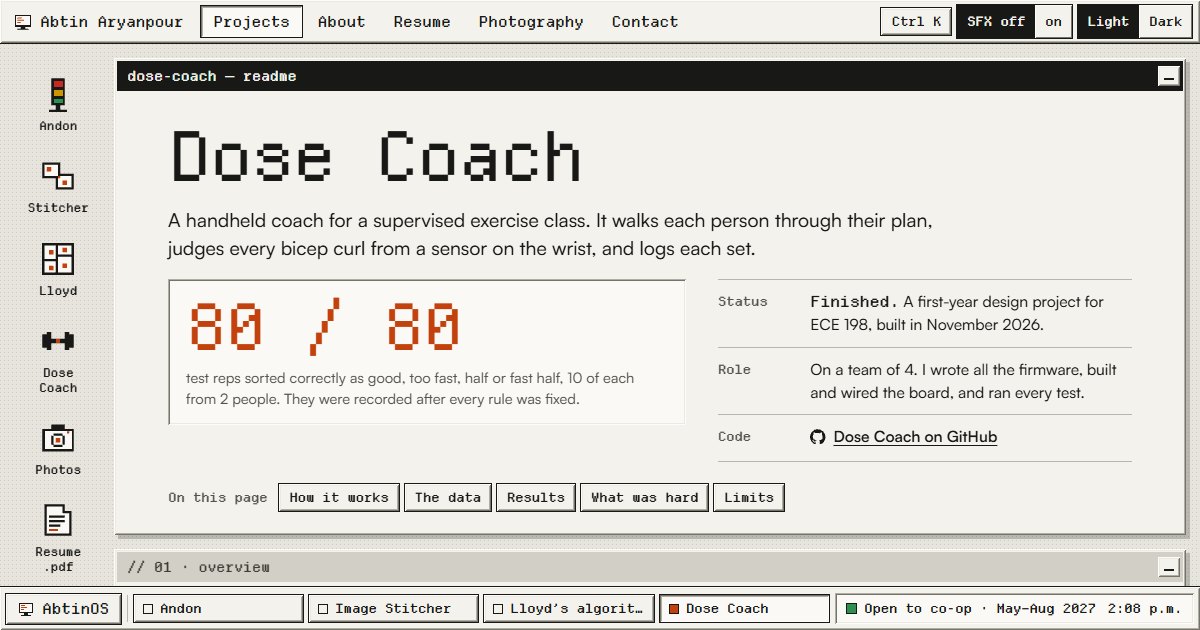 Abtin Aryanpour Projects About Resume Photography Contact Ctrl K SFX off on Light Dark
dose-coach — readme
Andon
Stitcher
Lloyd
Dose
Coach
Photos
Resume
.pdf
Dose Coach
A handheld coach for a supervised exercise class. It walks each person through their plan,
judges every bicep curl from a sensor on the wrist, and logs each set.
80 / 80
test reps sorted correctly as good, too fast, half or fast half, 10 of each
from 2 people. They were recorded after every rule was fixed.
Status Finished. A first-year design project for
ECE 198, built in November 2026.
Role On a team of 4. I wrote all the firmware, built
and wired the board, and ran every test.
Code Dose Coach on GitHub
On this page How it works The data Results What was hard Limits
// 01 · overview
AbtinOS Andon Image Stitcher Lloyd's algorit… Dose Coach Open to co-op · May–Aug 2027 2:08 p.m.